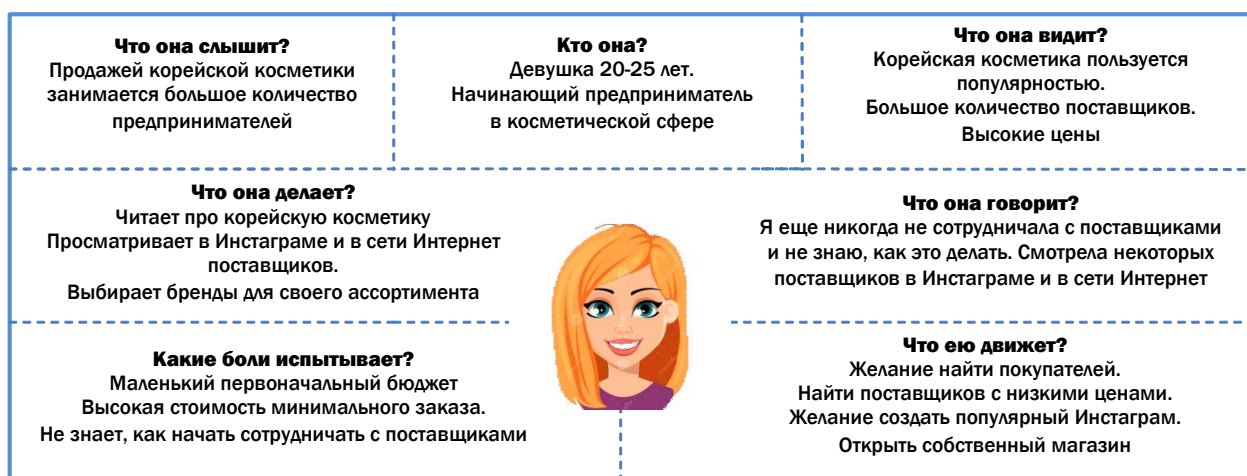 Что она слышит?
Продажей корейской косметики
занимается большое количество
предпринимателей
Кто она?
Девушка 20-25 лет.
Начинающий предприниматель
в косметической сфере
Что она видит?
Корейская косметика пользуется
популярностью.
Большое количество поставщиков.
Высокие цены
Что она делает?
Читает про корейскую косметику
Просматривает в Инстаграме и в сети Интернет
поставщиков.
Выбирает бренды для своего ассортимента
Что она говорит?
Я еще никогда не сотрудничала с поставщиками
и не знаю, как это делать. Смотрела некоторых
поставщиков в Инстаграме и в сети Интернет
Какие боли испытывает?
Маленький первоначальный бюджет
Высокая стоимость минимального заказа.
Не знает, как начать сотрудничать с поставщиками
Что ею движет?
Желание найти покупателей.
Найти поставщиков с низкими ценами.
Желание создать популярный Инстаграм.
Открыть собственный магазин